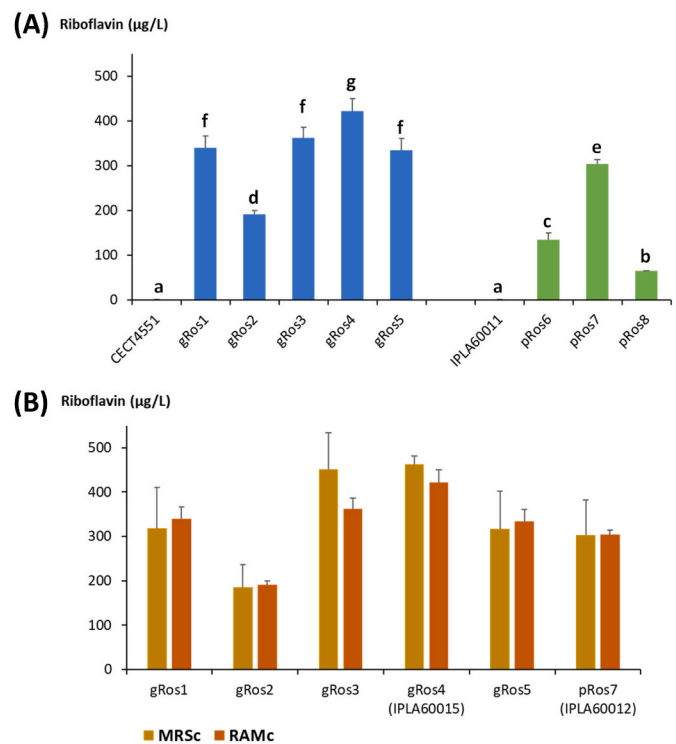 (A) Riboflavin (µg/L)
500
400
300
200
100
0
a
f
d
f
g
f
a
c
e
b
CECT4551
gRos1
gRos2
gRos3
gRos4
gRos5
IPLA60011
pRos6
pRos7
pRos8
(B) Riboflavin (µg/L)
500
400
300
200
100
0
gRos1 gRos2 gRos3 gRos4 gRos5 pRos7
(IPLA60015) (IPLA60012)
MRSc RAMc